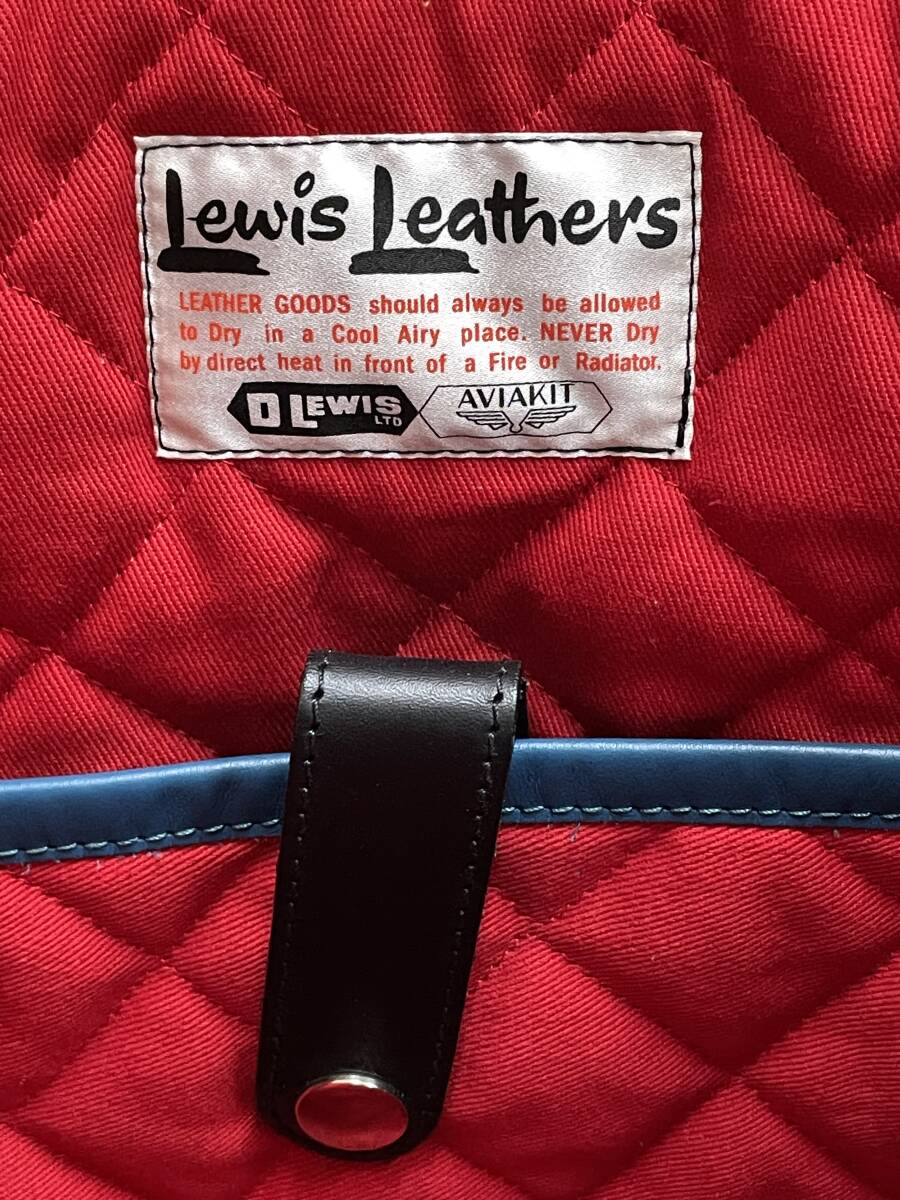 Lewis Leathers
LEATHER GOODS should always be allowed
to Dry in a Cool Airy place. NEVER Dry
by direct heat in front of a Fire or Radiator.
D LEWIS LTD
AVIAKIT